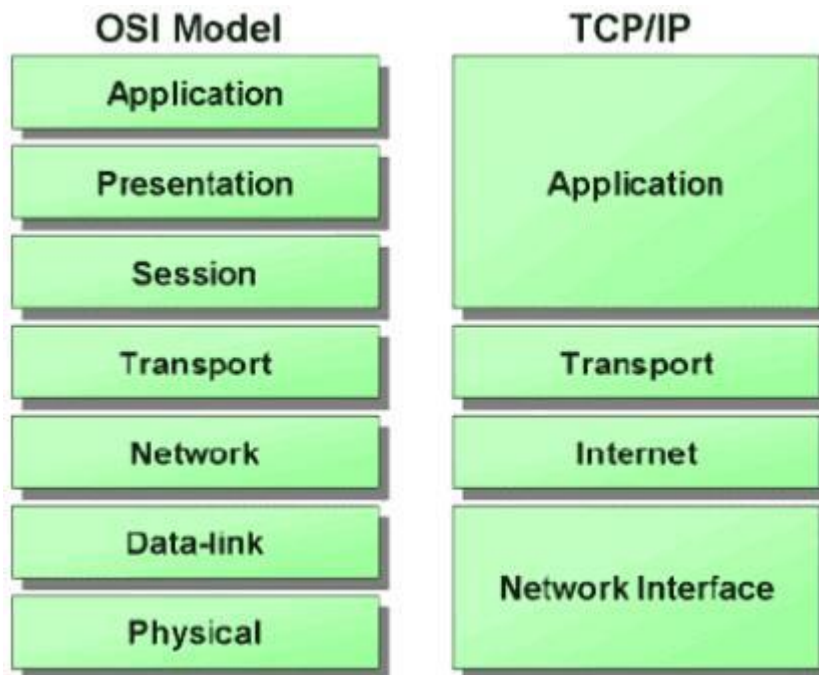 OSI Model
Application
Presentation
Session
Transport
Network
Data-link
Physical
TCP/IP
Application
Transport
Internet
Network Interface